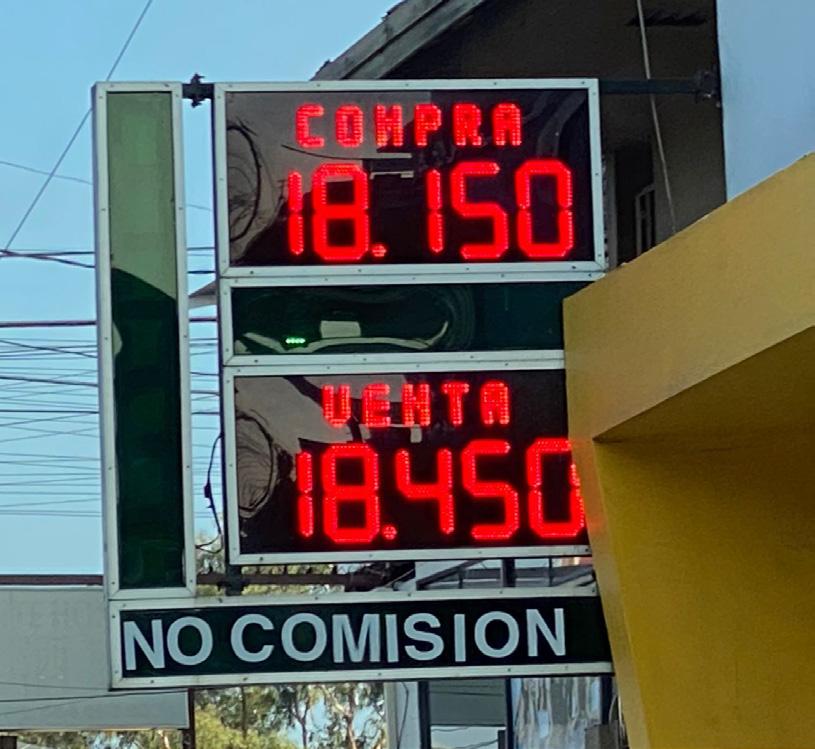 COMPRA
18.150
VENTA
18.450
NO COMISION